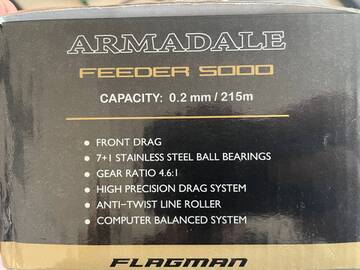 ARMADALE
FEEDER 5000
CAPACITY: 0.2 mm / 215m
• FRONT DRAG
• 7+1 STAINLESS STEEL BALL BEARINGS
• GEAR RATIO 4.6:1
• HIGH PRECISION DRAG SYSTEM
• ANTI-TWIST LINE ROLLER
• COMPUTER BALANCED SYSTEM
FLAGMAN